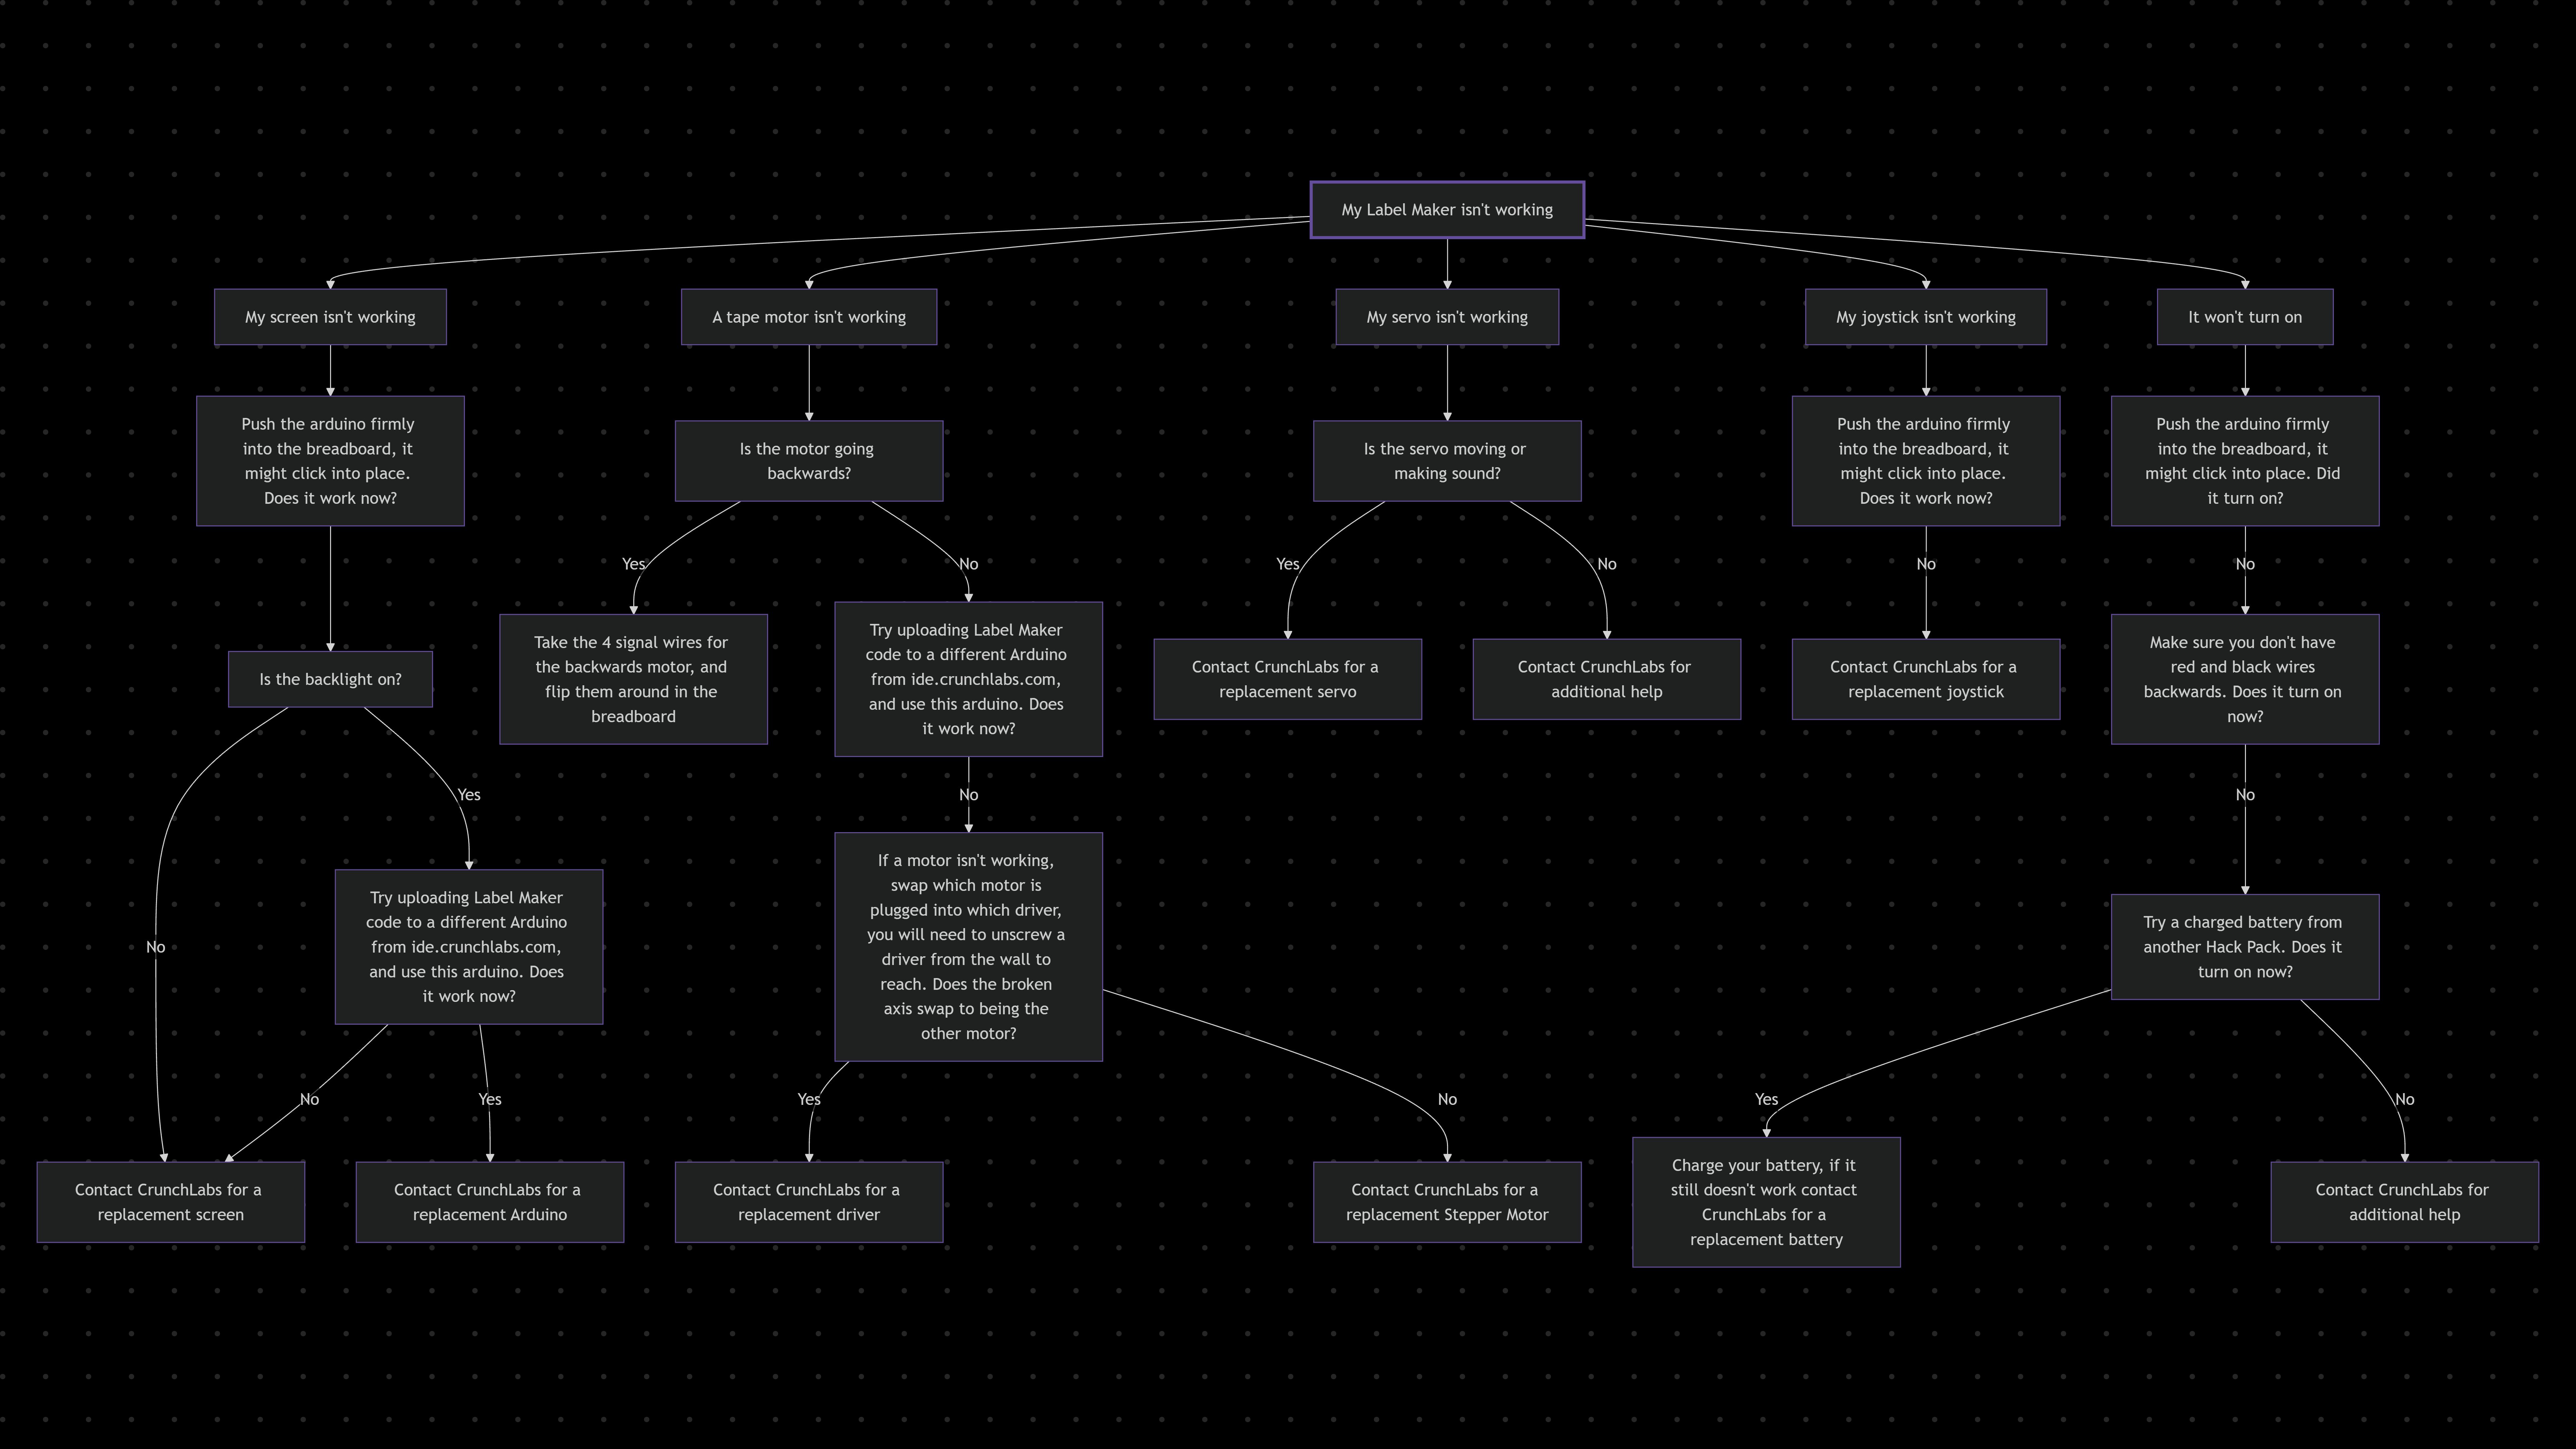 My Label Maker isn't working
My screen isn't working
A tape motor isn't working
My servo isn't working
My joystick isn't working
It won't turn on
Push the arduino firmly
into the breadboard, it
might click into place.
Does it work now?
Is the motor going
backwards?
Is the servo moving or
making sound?
Push the arduino firmly
into the breadboard, it
might click into place.
Does it work now?
Push the arduino firmly
into the breadboard, it
might click into place. Did
it turn on?
Yes
No
Yes
No
No
No
Is the backlight on?
Take the 4 signal wires for
the backwards motor, and
flip them around in the
breadboard
Try uploading Label Maker
code to a different Arduino
from ide.crunchlabs.com,
and use this arduino. Does
it work now?
Contact CrunchLabs for a
replacement servo
Contact CrunchLabs for
additional help
Contact CrunchLabs for a
replacement joystick
Make sure you don't have
red and black wires
backwards. Does it turn on
now?
Yes
No
No
No
Try uploading Label Maker
code to a different Arduino
from ide.crunchlabs.com,
and use this arduino. Does
it work now?
If a motor isn't working,
swap which motor is
plugged into which driver,
you will need to unscrew a
driver from the wall to
reach. Does the broken
axis swap to being the
other motor?
Try a charged battery from
another Hack Pack. Does it
turn on now?
No
Yes
Yes
No
Yes
No
Contact CrunchLabs for a
replacement screen
Contact CrunchLabs for a
replacement Arduino
Contact CrunchLabs for a
replacement driver
Contact CrunchLabs for a
replacement Stepper Motor
Charge your battery, if it
still doesn't work contact
CrunchLabs for a
replacement battery
Contact CrunchLabs for
additional help